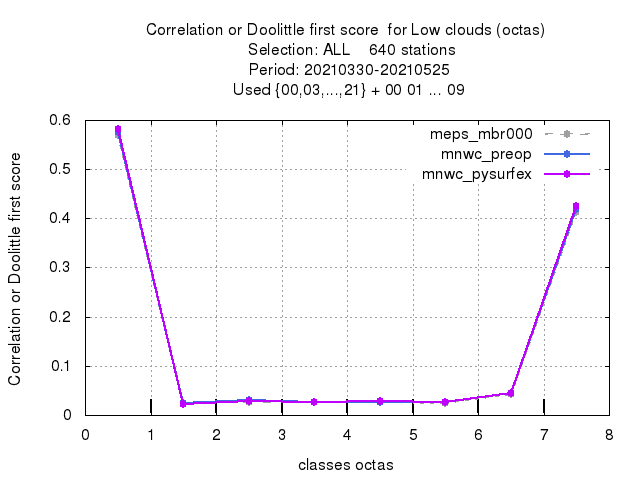 Correlation or Doolittle first score  for Low clouds (octas)
Selection: ALL    640 stations
Period: 20210330-20210525
Used {00,03,...,21} + 00 01 ... 09
meps_mbr000
mnwc_preop
mnwc_pysurfex
Correlation or Doolittle first score
0.6
0.5
0.4
0.3
0.2
0.1
0
0 1 2 3 4 5 6 7 8
classes octas